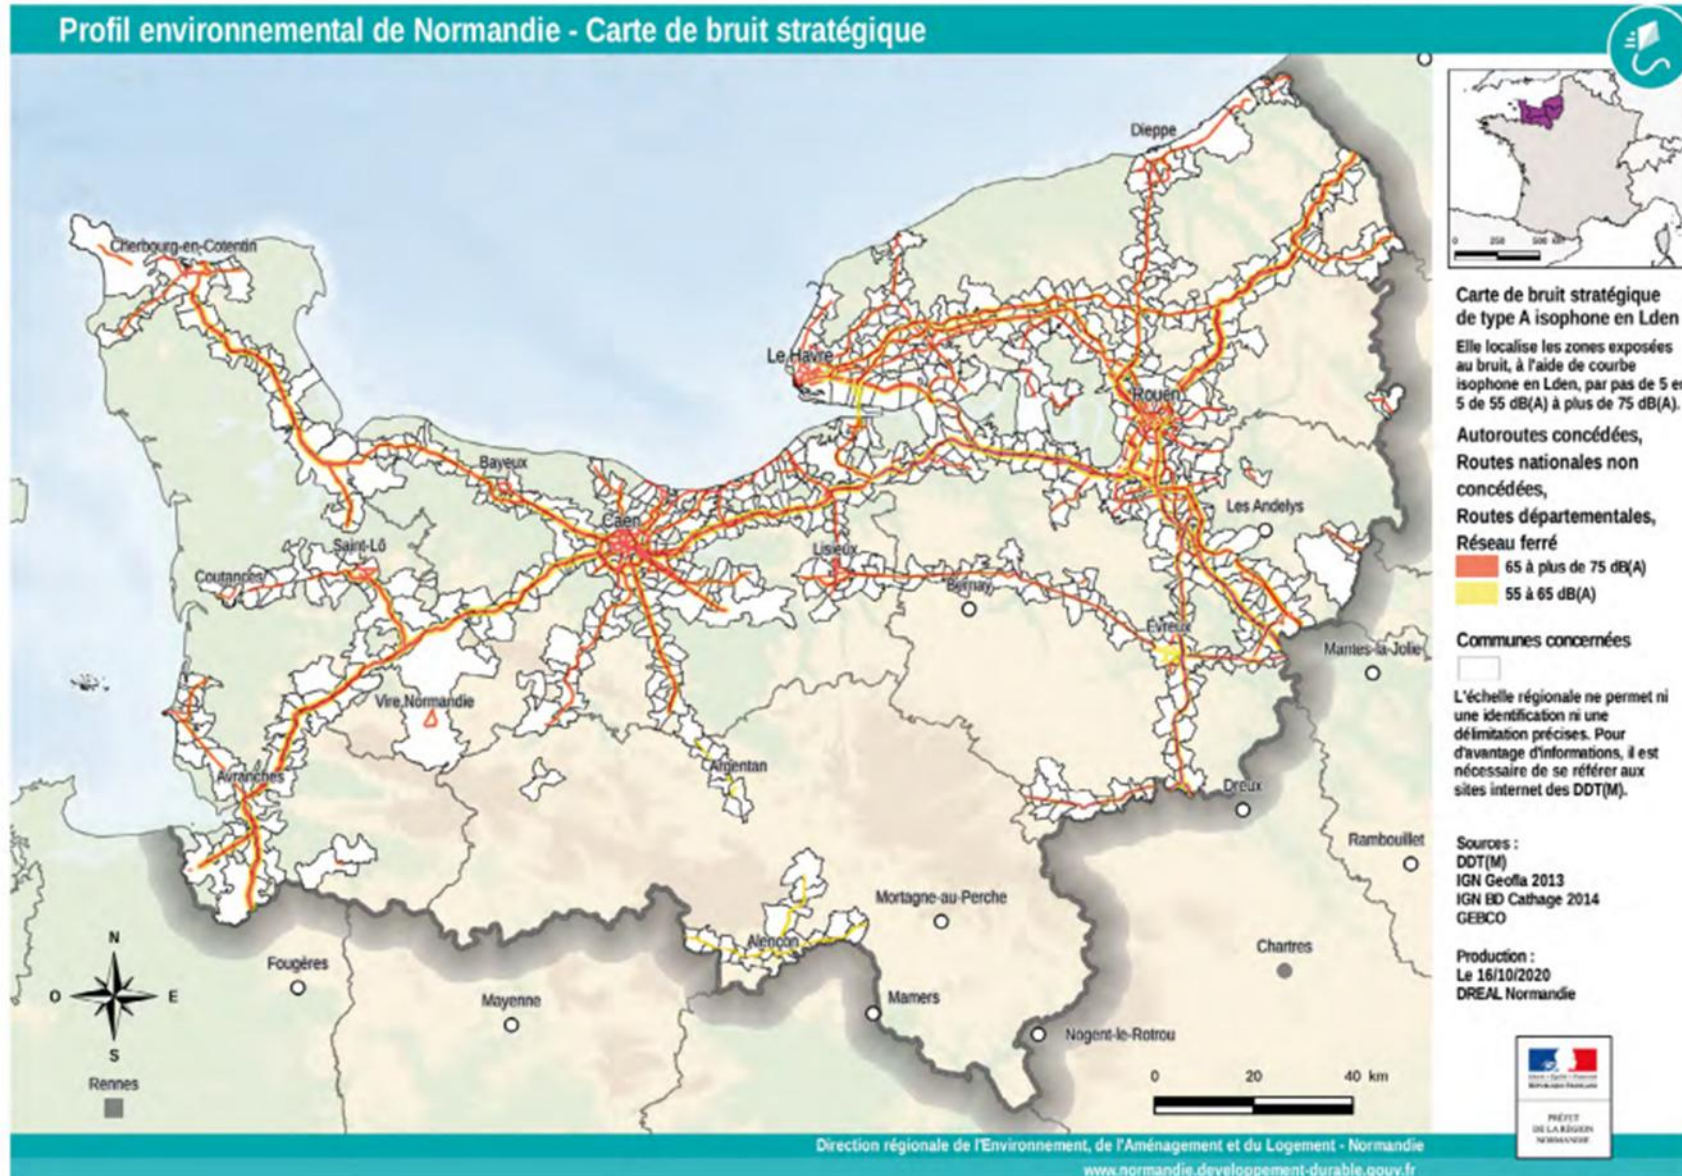 Profil environnemental de Normandie - Carte de bruit stratégique
Dieppe
Cherbourg-en-Cotentin
Le Havre
Rouen
Bayeux
Caen
Les Andelys
Saint-Lô
Lisieux
Coutances
Bernay
Évreux
Mantes-la-Jolie
Vire Normandie
Argentan
Avranches
Dreux
Rambouillet
Mortagne-au-Perche
Alençon
Chartres
Fougères
Mayenne
Mamers
Nogent-le-Rotrou
Rennes
N
O
E
S
0 20 40 km
0 250 500 km
Carte de bruit stratégique
de type A isophone en Lden
Elle localise les zones exposées
au bruit, à l'aide de courbe
isophone en Lden, par pas de 5 en
5 de 55 dB(A) à plus de 75 dB(A).
Autoroutes concédées,
Routes nationales non
concédées,
Routes départementales,
Réseau ferré
65 à plus de 75 dB(A)
55 à 65 dB(A)
Communes concernées
L'échelle régionale ne permet ni
une identification ni une
délimitation précises. Pour
d'avantage d'informations, il est
nécessaire de se référer aux
sites internet des DDT(M).
Sources :
DDT(M)
IGN Geofla 2013
IGN BD Cathage 2014
GEBCO
Production :
Le 16/10/2020
DREAL Normandie
PRÉFET
DE LA RÉGION
NORMANDIE
Direction régionale de l'Environnement, de l'Aménagement et du Logement - Normandie
www.normandie.developpement-durable.gouv.fr